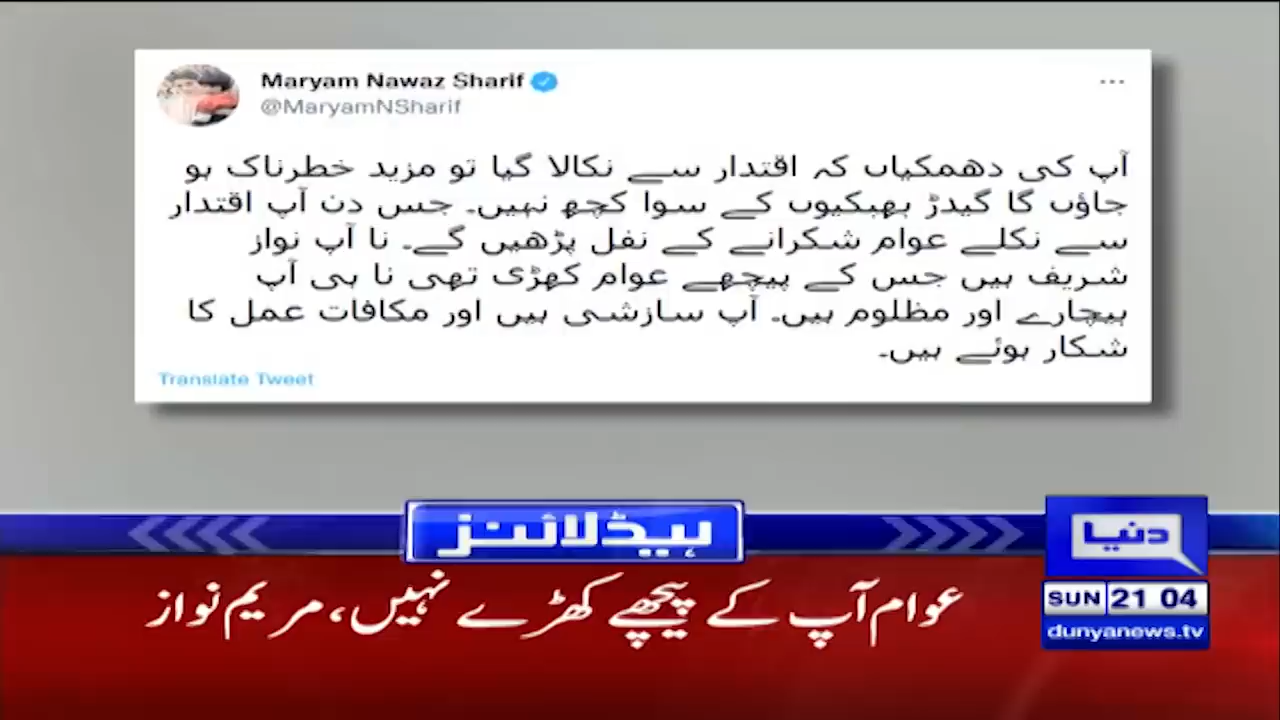 Maryam Nawaz Sharif
@MaryamNSharif
آپ کی دھمکیاں کہ اقتدار سے نکالا گیا تو مزید خطرناک ہو
جاؤں گا گیدڑ بھبکیوں کے سوا کچھ نہیں۔ جس دن آپ اقتدار
سے نکلے عوام شکرانے کے نفل پڑھیں گے۔ نا آپ نواز
شریف ہیں جس کے پیچھے عوام کھڑی تھی نا ہی آپ
بیچارے اور مظلوم ہیں۔ آپ سازشی ہیں اور مکافات عمل کا
شکار ہوئے ہیں۔
Translate Tweet
ہیڈلائنز
دنیا
عوام آپ کے پیچھے کھڑے نہیں، مریم نواز
SUN 21 04
dunyanews.tv